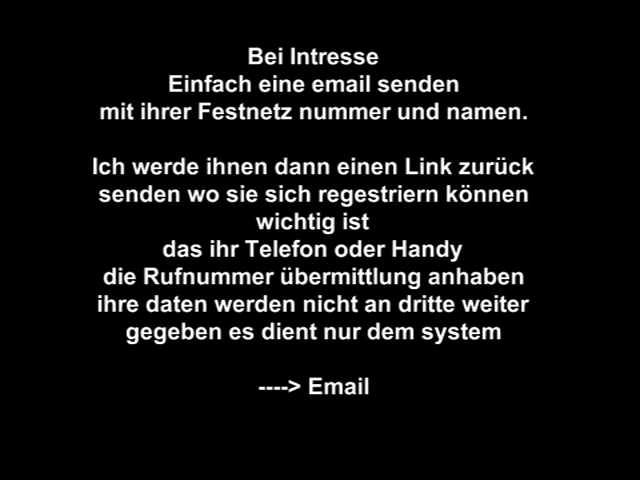 Bei Intresse
Einfach eine email senden
mit ihrer Festnetz nummer und namen.
Ich werde ihnen dann einen Link zurück
senden wo sie sich regestriern können
wichtig ist
das ihr Telefon oder Handy
die Rufnummer übermittlung anhaben
ihre daten werden nicht an dritte weiter
gegeben es dient nur dem system
----> Email